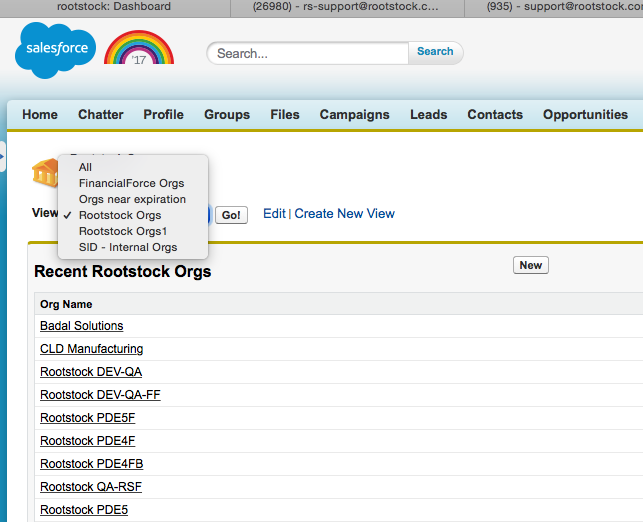 rootstock: Dashboard
(26980) - rs-support@rootstock.c...
(935) - support@rootstock.co
salesforce
'17
Search...
Search
Home
Chatter
Profile
Groups
Files
Campaigns
Leads
Contacts
Opportunities
All
FinancialForce Orgs
Orgs near expiration
View
✓ Rootstock Orgs
Go!
Edit | Create New View
Rootstock Orgs1
SID - Internal Orgs
Recent Rootstock Orgs
New
Org Name
Badal Solutions
CLD Manufacturing
Rootstock DEV-QA
Rootstock DEV-QA-FF
Rootstock PDE5F
Rootstock PDE4F
Rootstock PDE4FB
Rootstock QA-RSF
Rootstock PDE5